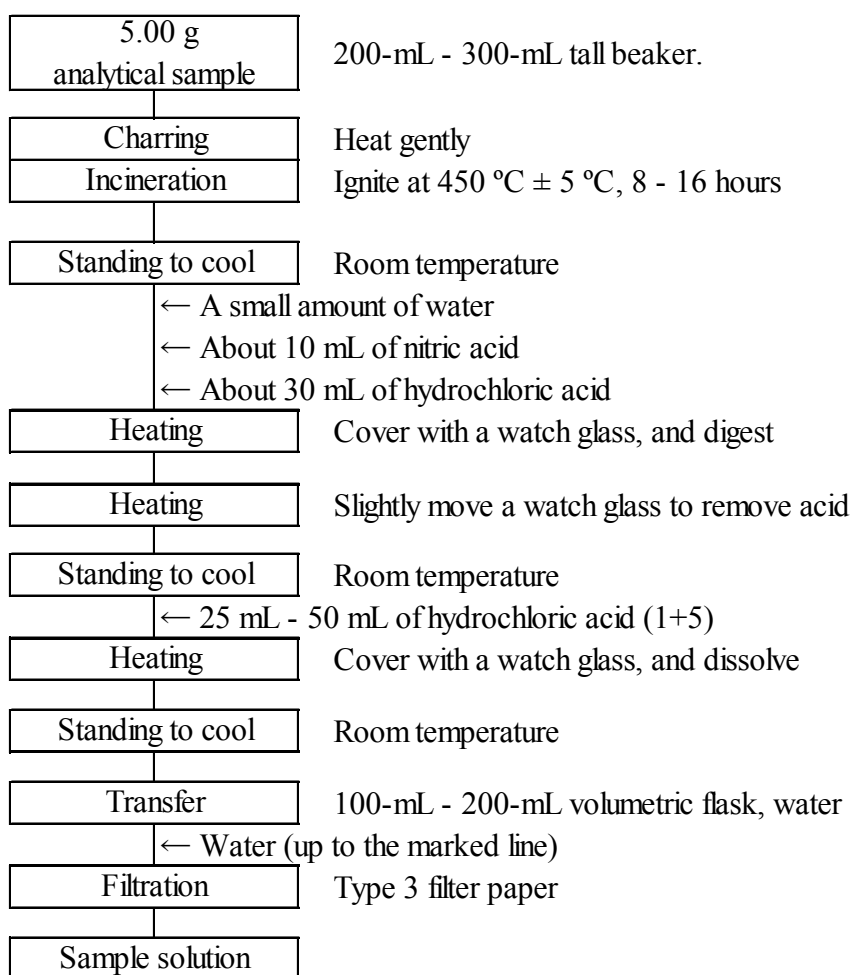 5.00 g
analytical sample
200-mL - 300-mL tall beaker.
Charring
Heat gently
Incineration
Ignite at 450 ºC ± 5 ºC, 8 - 16 hours
Standing to cool
Room temperature
← A small amount of water
← About 10 mL of nitric acid
← About 30 mL of hydrochloric acid
Heating
Cover with a watch glass, and digest
Heating
Slightly move a watch glass to remove acid
Standing to cool
Room temperature
← 25 mL - 50 mL of hydrochloric acid (1+5)
Heating
Cover with a watch glass, and dissolve
Standing to cool
Room temperature
Transfer
100-mL - 200-mL volumetric flask, water
← Water (up to the marked line)
Filtration
Type 3 filter paper
Sample solution